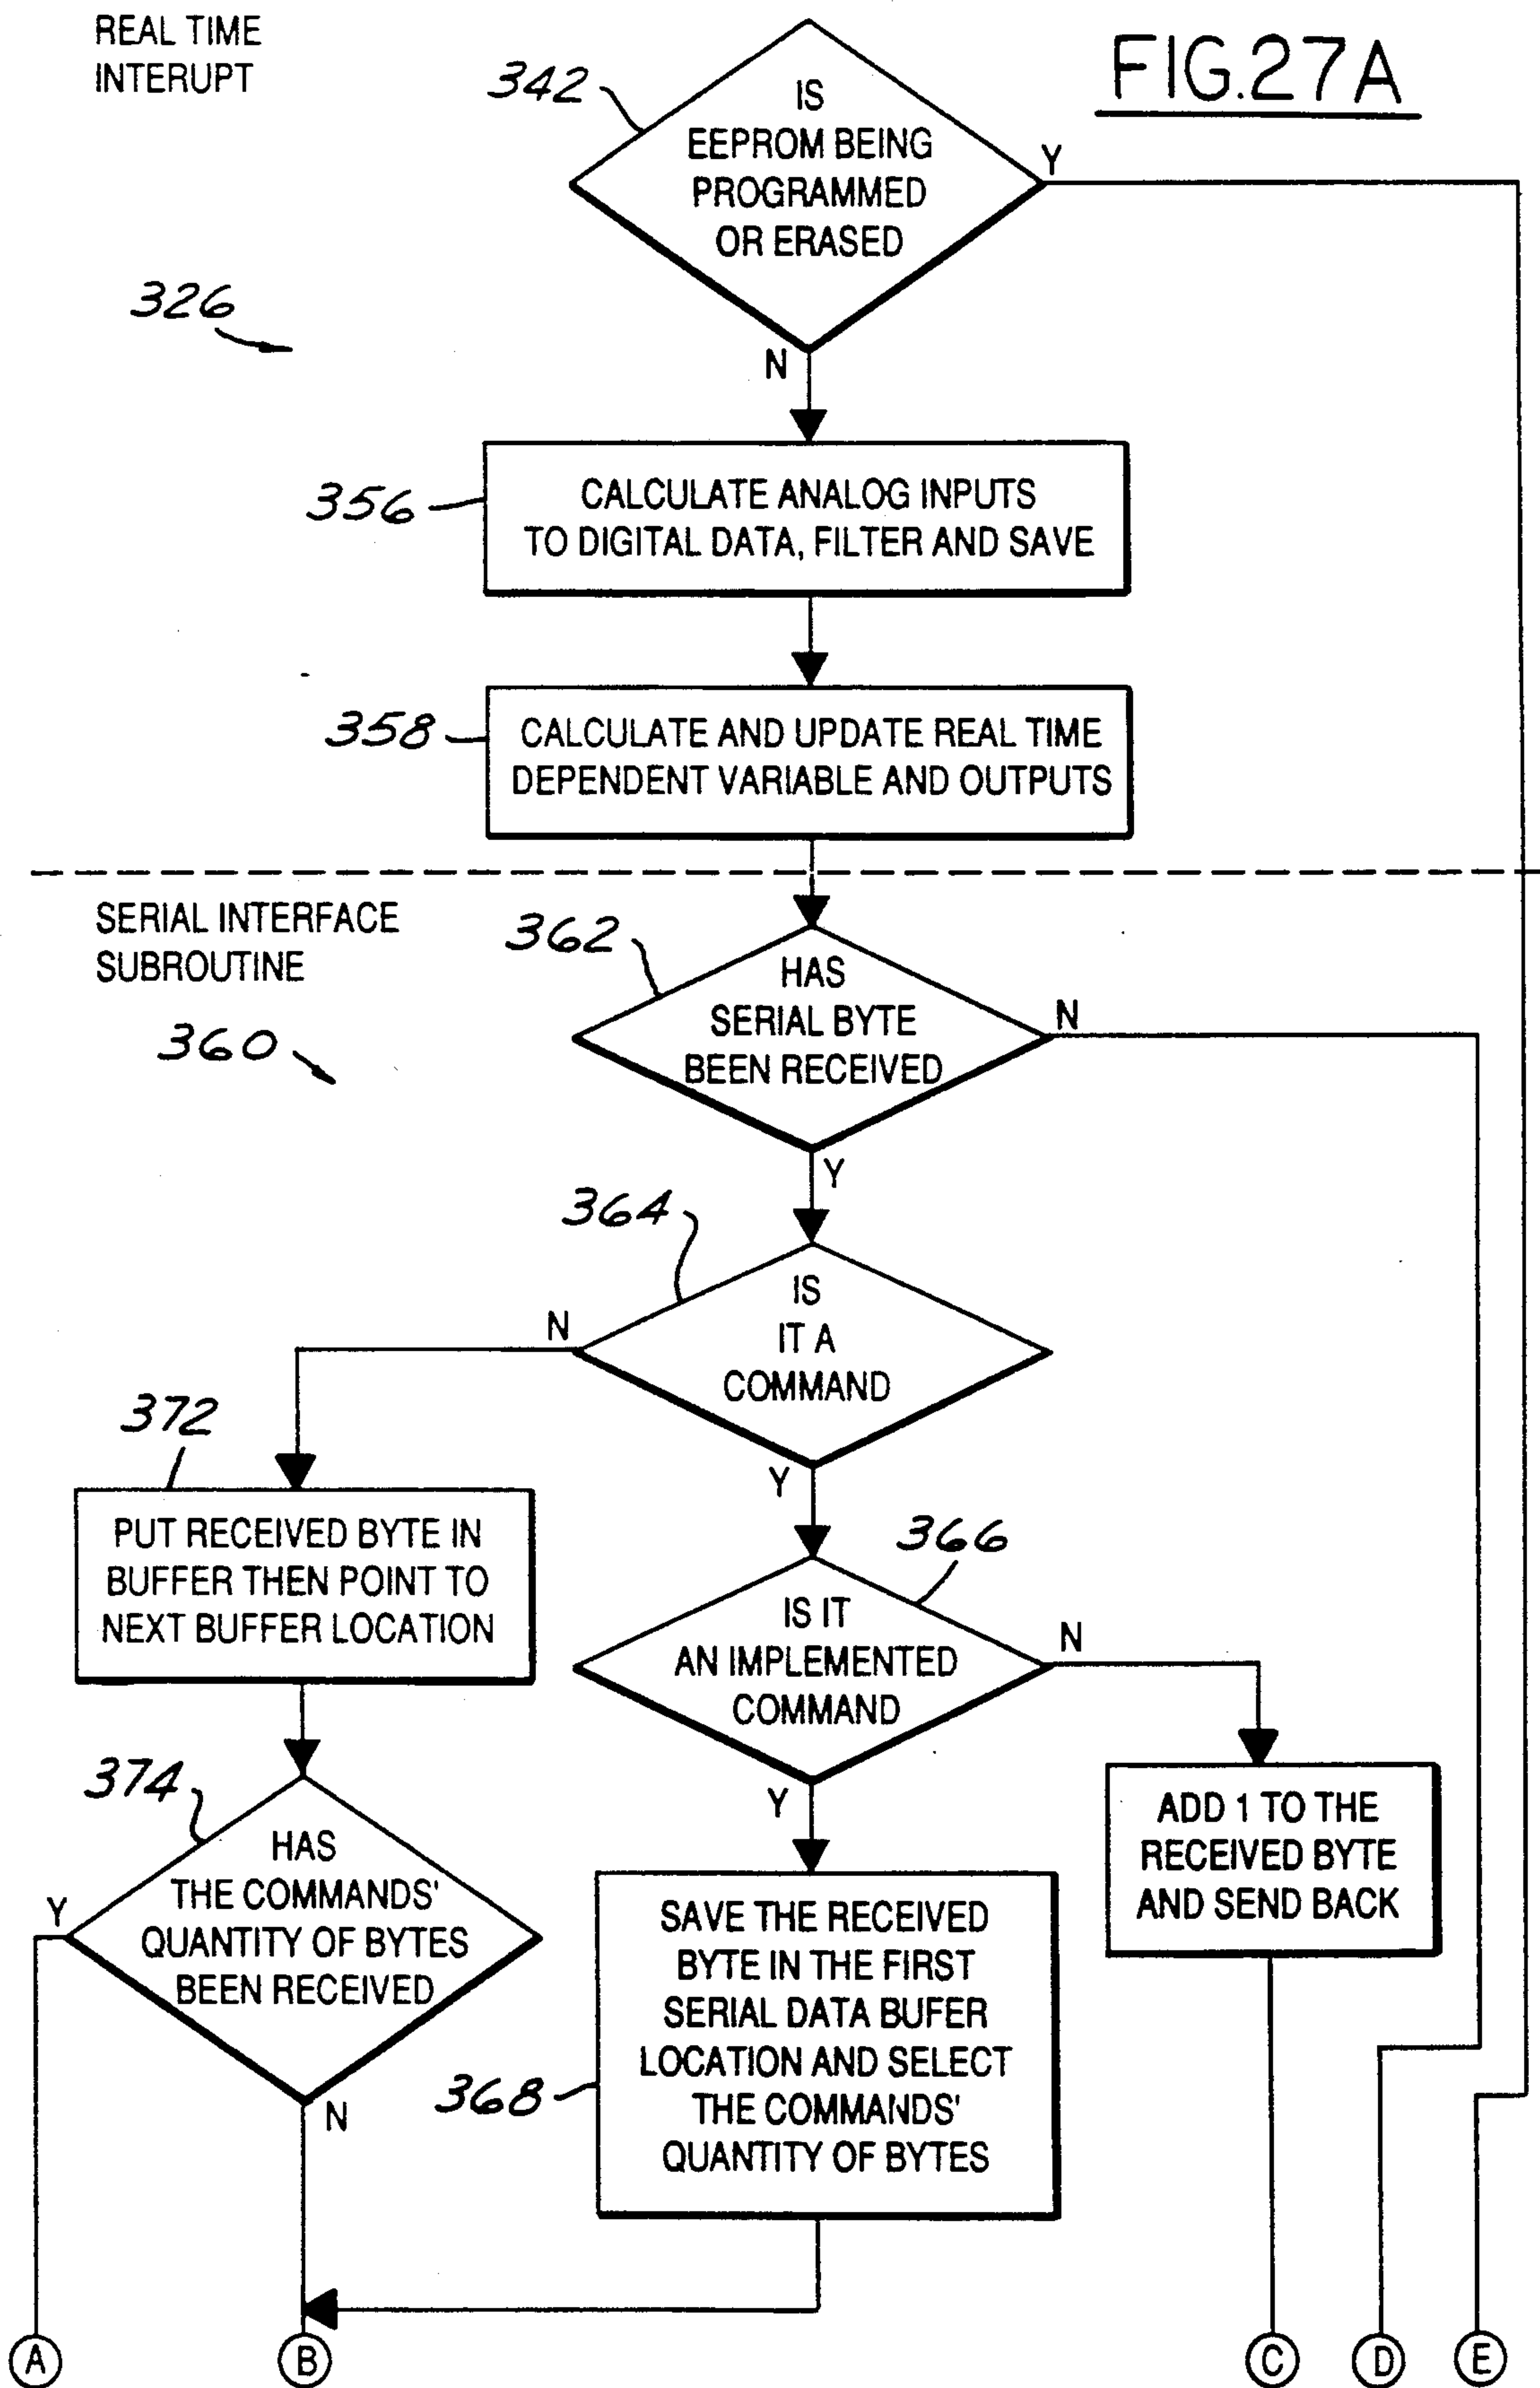 REAL TIME
INTERUPT
FIG.27A
342
IS
EEPROM BEING
PROGRAMMED
OR ERASED
Y
326
N
356
CALCULATE ANALOG INPUTS
TO DIGITAL DATA, FILTER AND SAVE
358
CALCULATE AND UPDATE REAL TIME
DEPENDENT VARIABLE AND OUTPUTS
SERIAL INTERFACE
SUBROUTINE
360
362
HAS
SERIAL BYTE
BEEN RECEIVED
N
Y
364
IS
IT A
COMMAND
N
Y
372
PUT RECEIVED BYTE IN
BUFFER THEN POINT TO
NEXT BUFFER LOCATION
366
IS IT
AN IMPLEMENTED
COMMAND
N
Y
374
HAS
THE COMMANDS'
QUANTITY OF BYTES
BEEN RECEIVED
Y
N
ADD 1 TO THE
RECEIVED BYTE
AND SEND BACK
368
SAVE THE RECEIVED
BYTE IN THE FIRST
SERIAL DATA BUFER
LOCATION AND SELECT
THE COMMANDS'
QUANTITY OF BYTES
A
B
C
D
E